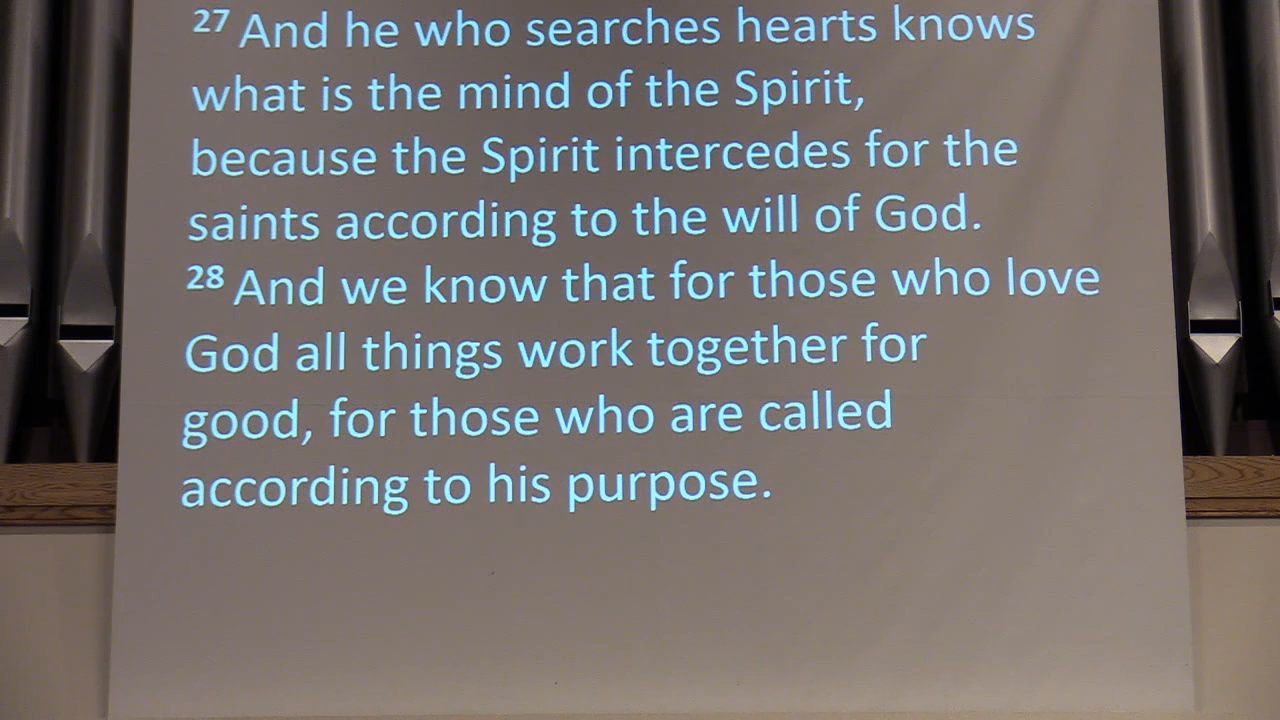 27 And he who searches hearts knows
what is the mind of the Spirit,
because the Spirit intercedes for the
saints according to the will of God.
28 And we know that for those who love
God all things work together for
good, for those who are called
according to his purpose.